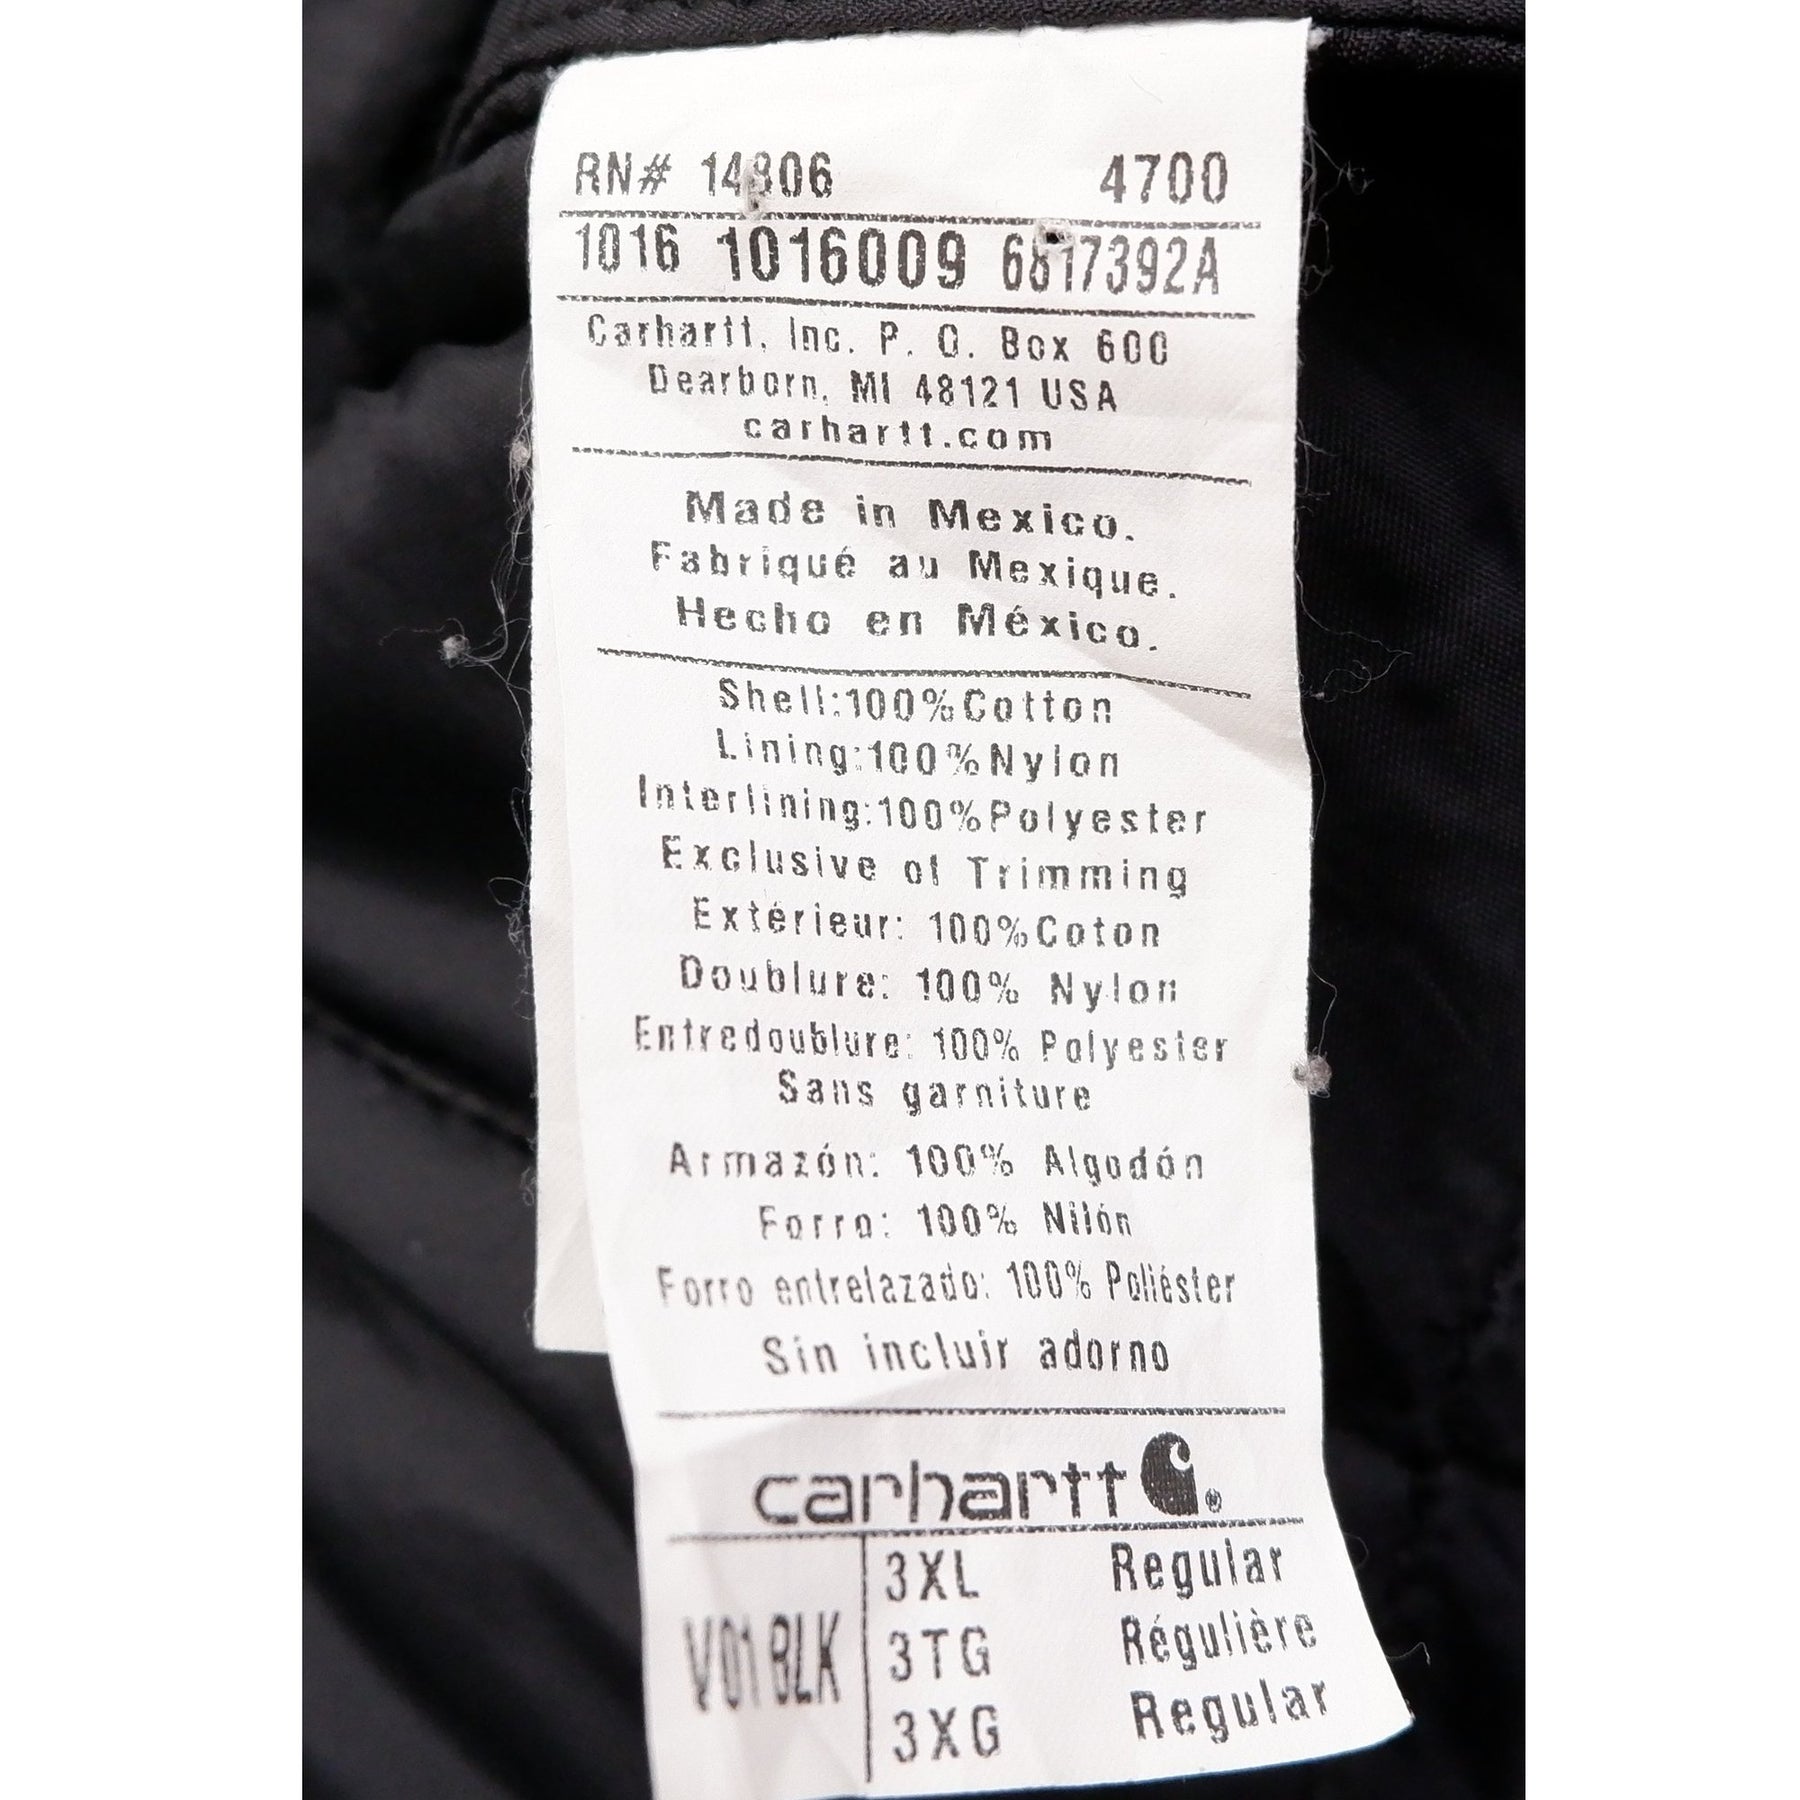 RN# 14806 4700
1016 1016009 6817392A
Carhartt, Inc. P. O. Box 600
Dearborn, MI 48121 USA
carhartt.com
Made in Mexico.
Fabriqué au Mexique.
Hecho en México.
Shell:100%Cotton
Lining:100%Nylon
Interlining:100%Polyester
Exclusive of Trimming
Extérieur: 100%Coton
Doublure: 100% Nylon
Entredoublure: 100% Polyester
Sans garniture
Armazón: 100% Algodón
Forro: 100% Nilón
Forro entrelazado: 100% Poliéster
Sin incluir adorno
carhartt
V01BLK
3XL Regular
3TG Régulière
3XG Regular